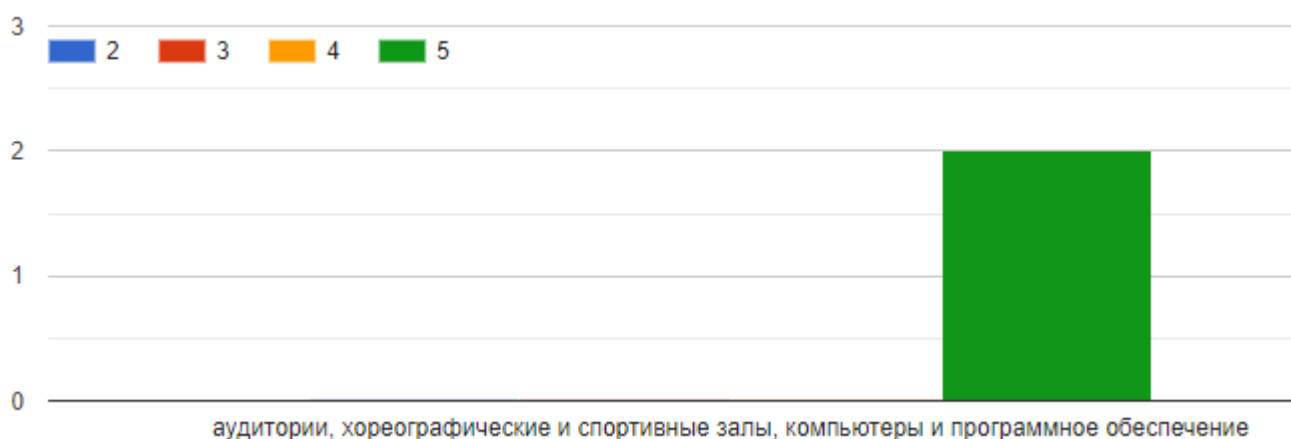 3
2 3 4 5
2
1
0
аудитории, хореографические и спортивные залы, компьютеры и программное обеспечение